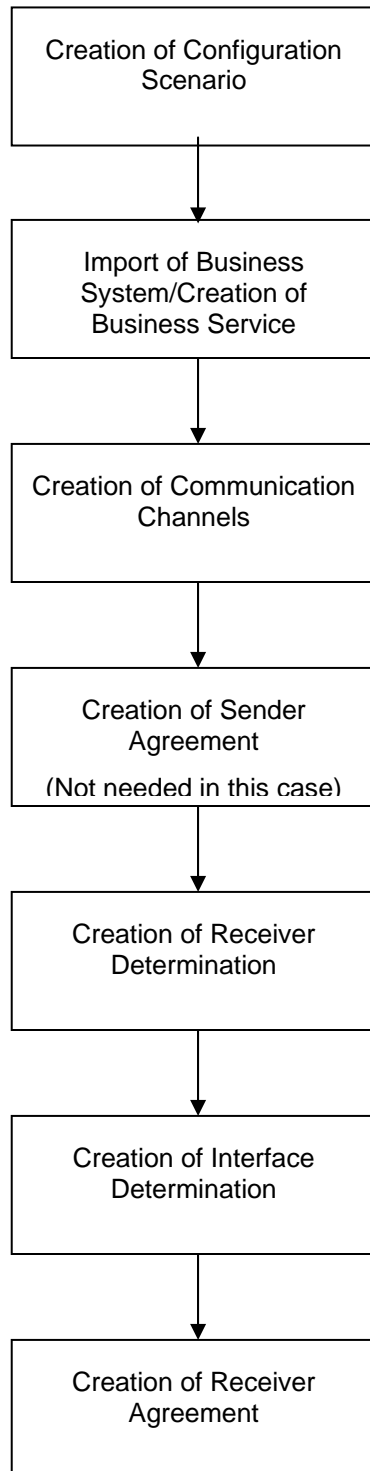 Creation of Configuration
Scenario
Import of Business
System/Creation of
Business Service
Creation of Communication
Channels
Creation of Sender
Agreement
(Not needed in this case)
Creation of Receiver
Determination
Creation of Interface
Determination
Creation of Receiver
Agreement